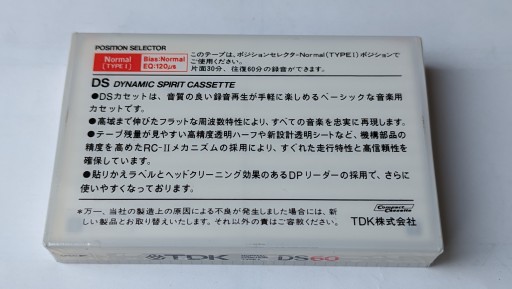 POSITION SELECTOR
Normal [TYPE I]
Bias:Normal EQ:120μs
このテープは、ポジションセレクターNormal(TYPE I)ポジションで
ご使用ください。
片面30分、往復60分の録音ができます。
DS DYNAMIC SPIRIT CASSETTE
●DSカセットは、音質の良い録音再生が手軽に楽しめるベーシックな音楽用
カセットです。
●高域まで伸びたフラットな周波数特性により、すべての音楽を忠実に再現します。
●テープ残量が見やすい高精度透明ハーフや新設計透明シートなど、機構部品の
精度を高めたRC-IIメカニズムの採用により、すぐれた走行特性と高信頼性を
確保しています。
●貼りかえラベルとヘッドクリーニング効果のあるDPリーダーの採用で、さらに
使いやすくなっております。
*万一、当社の製造上の原因による不良が発生しました場合には、新
しい製品とお取り替えいたします。それ以外の責はご容赦ください。
Compact Cassette
TDK株式会社
TDK DS60